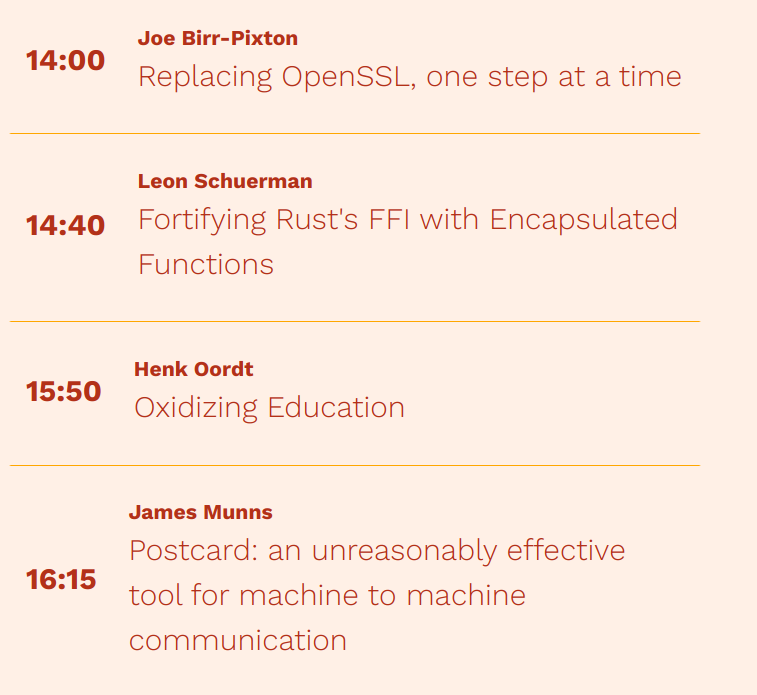 Joe Birr-Pixton
14:00
Replacing OpenSSL, one step at a time
Leon Schuerman
14:40
Fortifying Rust's FFI with Encapsulated
Functions
Henk Oordt
15:50
Oxidizing Education
James Munns
Postcard: an unreasonably effective
16:15
tool for machine to machine
communication